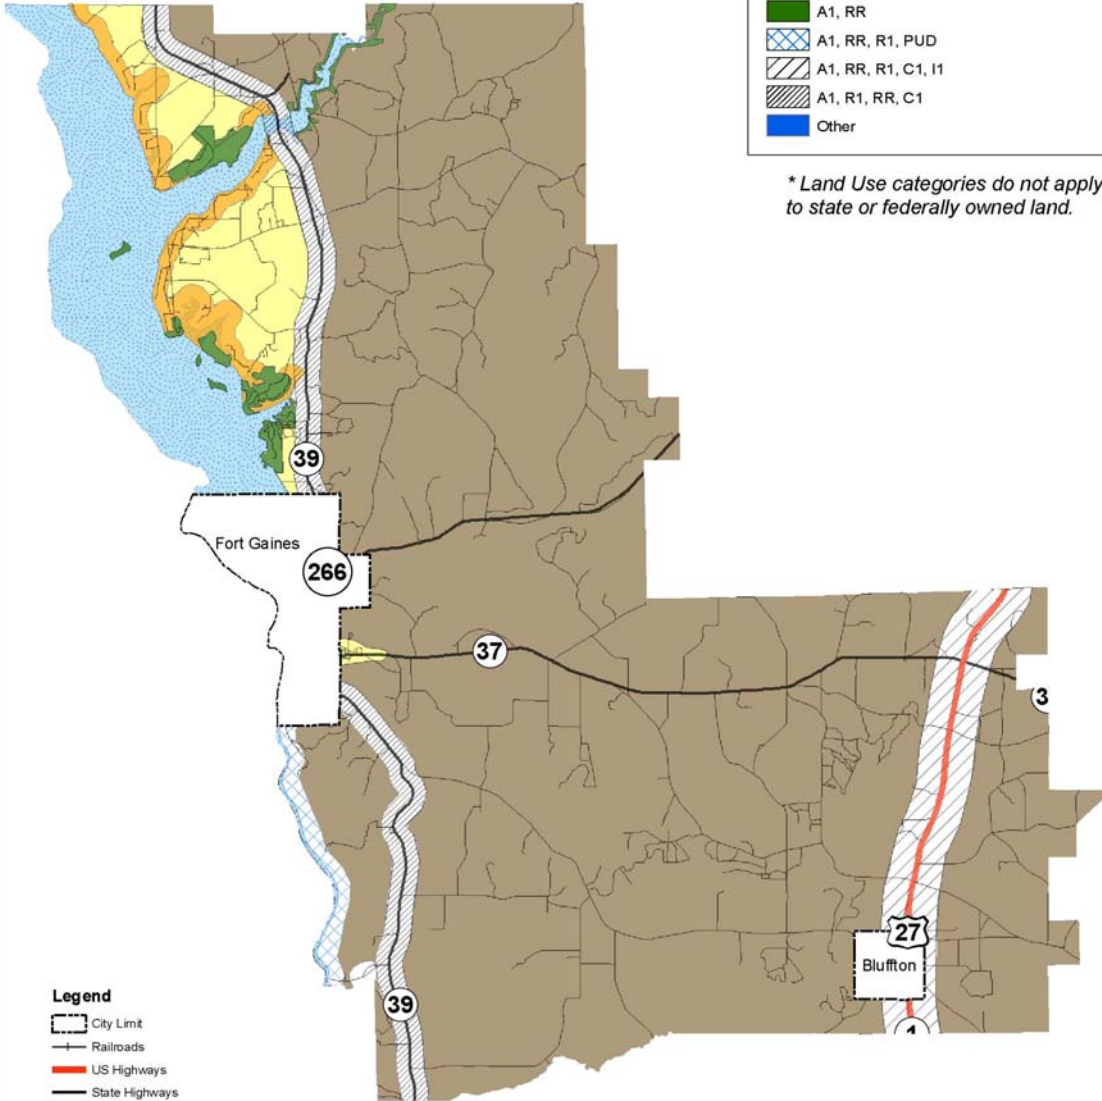 A1, RR
A1, RR, R1, PUD
A1, RR, R1, C1, I1
A1, R1, RR, C1
Other
* Land Use categories do not apply
to state or federally owned land.
39
Fort Gaines
266
37
3
27
Bluffton
39
1
Legend
City Limit
Railroads
US Highways
State Highways